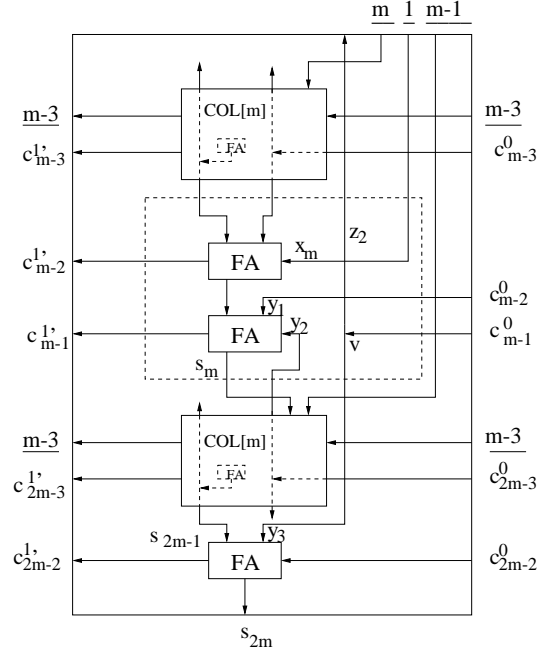 m 1 m-1
COL[m]
FA
m-3 m-3
c^{1'}_{m-3} c^0_{m-3}
z_2
x_m
c^{1'}_{m-2} FA
c^0_{m-2}
y_1
y_2
c^{1'}_{m-1} FA c^0_{m-1}
v
s_m
COL[m]
m-3 m-3
FA
c^{1'}_{2m-3} c^0_{2m-3}
s_{2m-1} y_3
c^{1'}_{2m-2} FA c^0_{2m-2}
s_{2m}